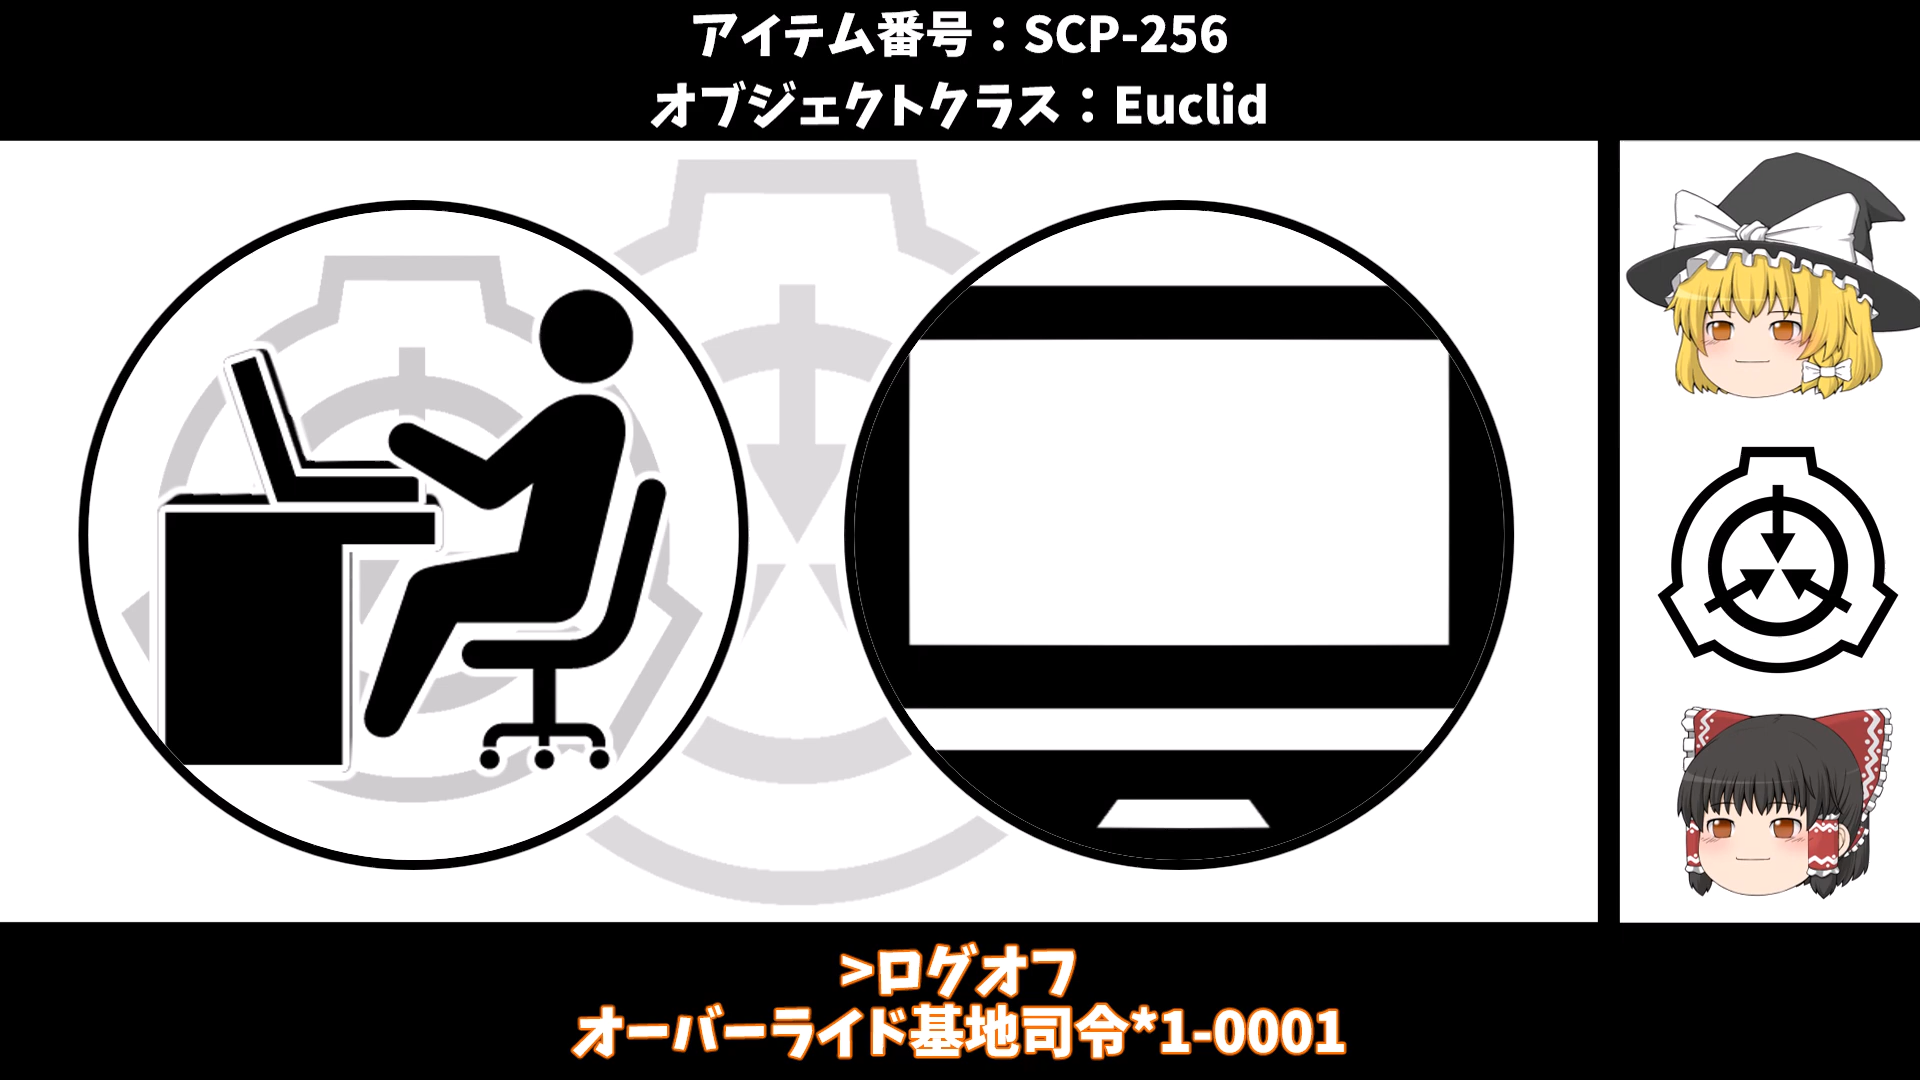 アイテム番号：SCP-256
オブジェクトクラス：Euclid
>ログオフ
オーバーライド基地司令*1-0001